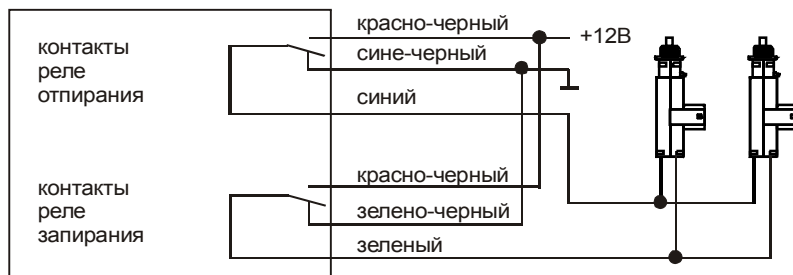 контакты
реле
отпирания
красно-черный
+12В
сине-черный
синий
контакты
реле
запирания
красно-черный
зелено-черный
зеленый